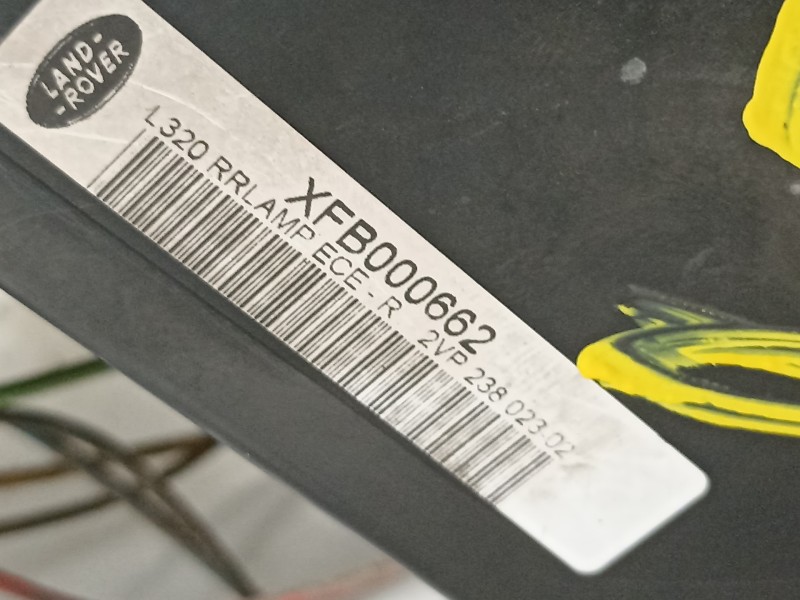 LAND-
-ROVER
XFB000662
L320 RRLAMP ECE - R 2VP 238 023-02